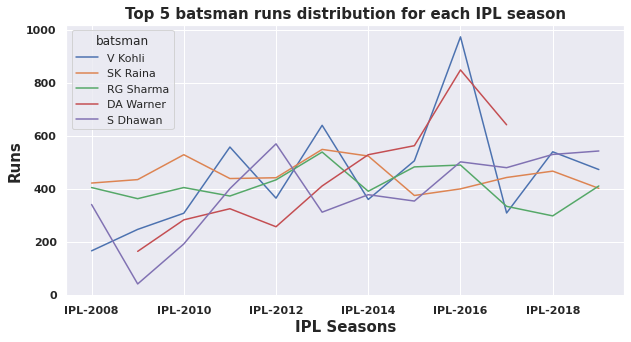 Top 5 batsman runs distribution for each IPL season
batsman
V Kohli
SK Raina
RG Sharma
DA Warner
S Dhawan
Runs
1000
800
600
400
200
0
IPL-2008 IPL-2010 IPL-2012 IPL-2014 IPL-2016 IPL-2018
IPL Seasons